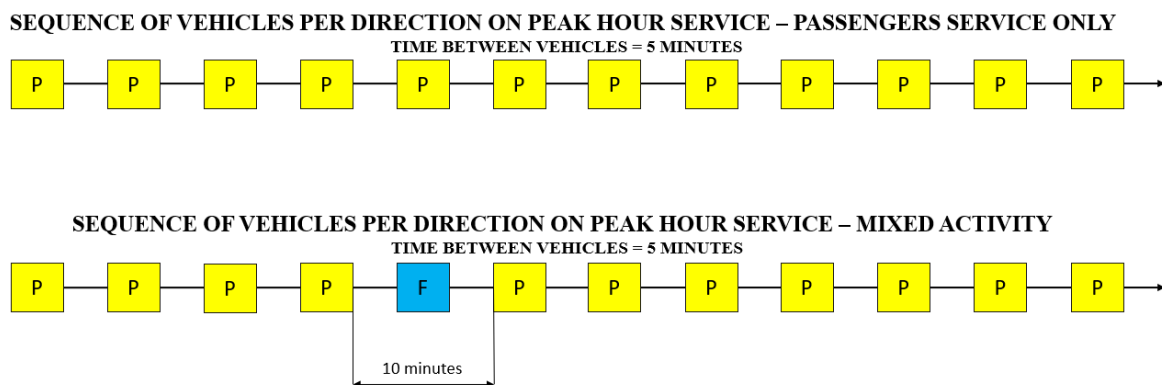 SEQUENCE OF VEHICLES PER DIRECTION ON PEAK HOUR SERVICE – PASSENGERS SERVICE ONLY
TIME BETWEEN VEHICLES = 5 MINUTES
P P P P P P P P P P P P
SEQUENCE OF VEHICLES PER DIRECTION ON PEAK HOUR SERVICE – MIXED ACTIVITY
TIME BETWEEN VEHICLES = 5 MINUTES
P P P P F P P P P P P P
10 minutes